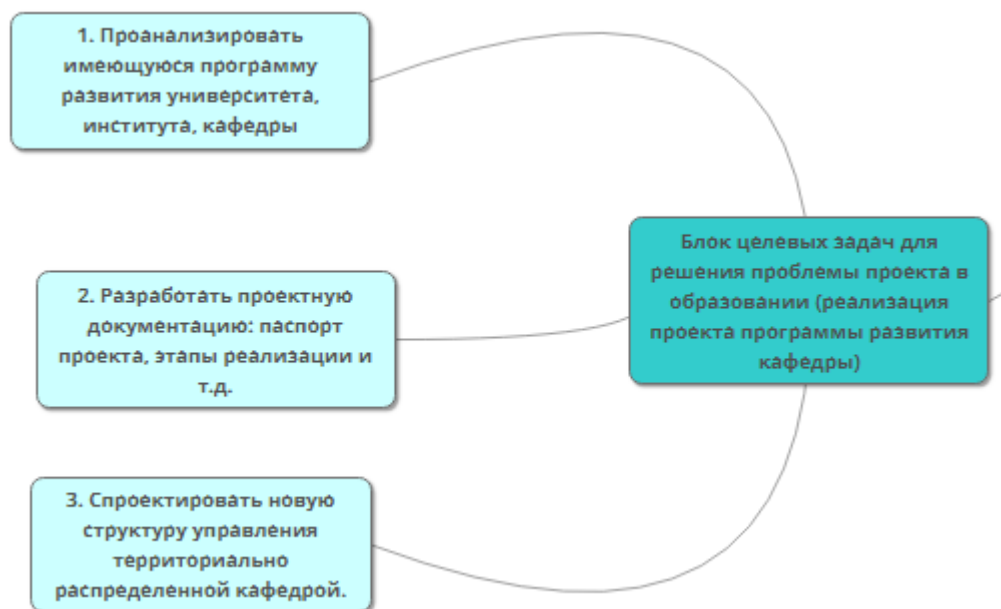 1. Проанализировать
имеющуюся программу
развития университета,
института, кафедры
2. Разработать проектную
документацию: паспорт
проекта, этапы реализации и
т.д.
3. Спроектировать новую
структуру управления
территориально
распределенной кафедрой.
Блок целевых задач для
решения проблемы проекта в
образовании (реализация
проекта программы развития
кафедры)